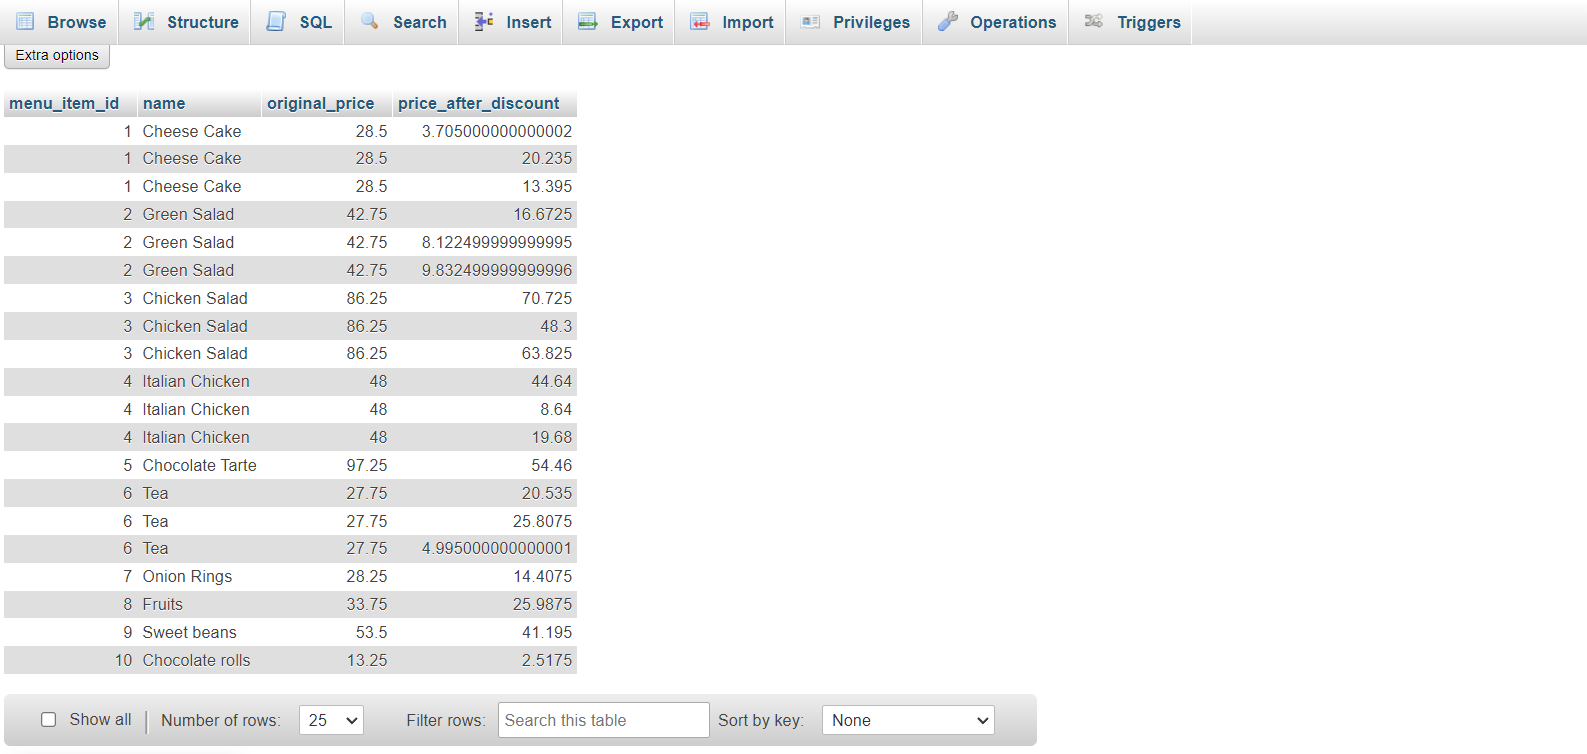 Browse Structure SQL Search Insert Export Import Privileges Operations Triggers
Extra options
menu_item_id name original_price price_after_discount
1 Cheese Cake 28.5 3.705000000000002
1 Cheese Cake 28.5 20.235
1 Cheese Cake 28.5 13.395
2 Green Salad 42.75 16.6725
2 Green Salad 42.75 8.122499999999995
2 Green Salad 42.75 9.832499999999996
3 Chicken Salad 86.25 70.725
3 Chicken Salad 86.25 48.3
3 Chicken Salad 86.25 63.825
4 Italian Chicken 48 44.64
4 Italian Chicken 48 8.64
4 Italian Chicken 48 19.68
5 Chocolate Tarte 97.25 54.46
6 Tea 27.75 20.535
6 Tea 27.75 25.8075
6 Tea 27.75 4.995000000000001
7 Onion Rings 28.25 14.4075
8 Fruits 33.75 25.9875
9 Sweet beans 53.5 41.195
10 Chocolate rolls 13.25 2.5175
Show all Number of rows: 25 Filter rows: Search this table Sort by key: None